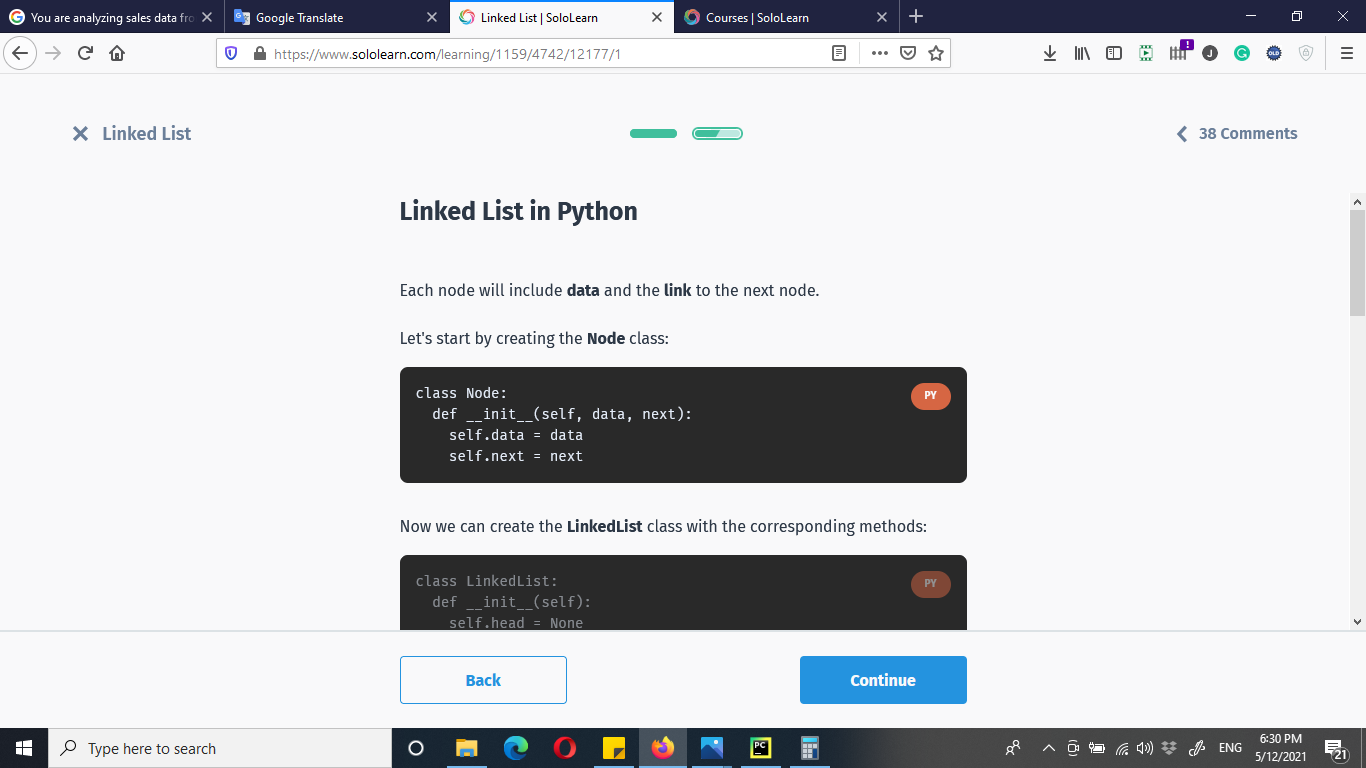 You are analyzing sales data fro
Google Translate
Linked List | SoloLearn
Courses | SoloLearn
https://www.sololearn.com/learning/1159/4742/12177/1
Linked List
38 Comments
Linked List in Python
Each node will include data and the link to the next node.
Let's start by creating the Node class:
PY
class Node:
  def __init__(self, data, next):
    self.data = data
    self.next = next
Now we can create the LinkedList class with the corresponding methods:
PY
class LinkedList:
  def __init__(self):
    self.head = None
Back
Continue
Type here to search
ENG
6:30 PM
5/12/2021
21